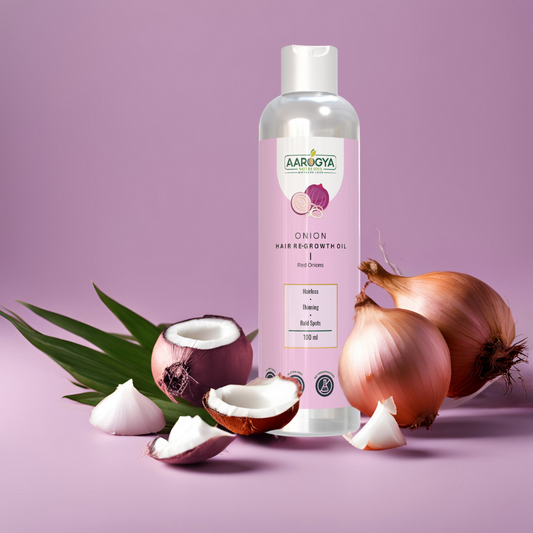 AAROGYA
ONION
HAIR RE-GROWTH OIL
Red Onions
Hairloss
Thinning
Bald Spots
100 ml